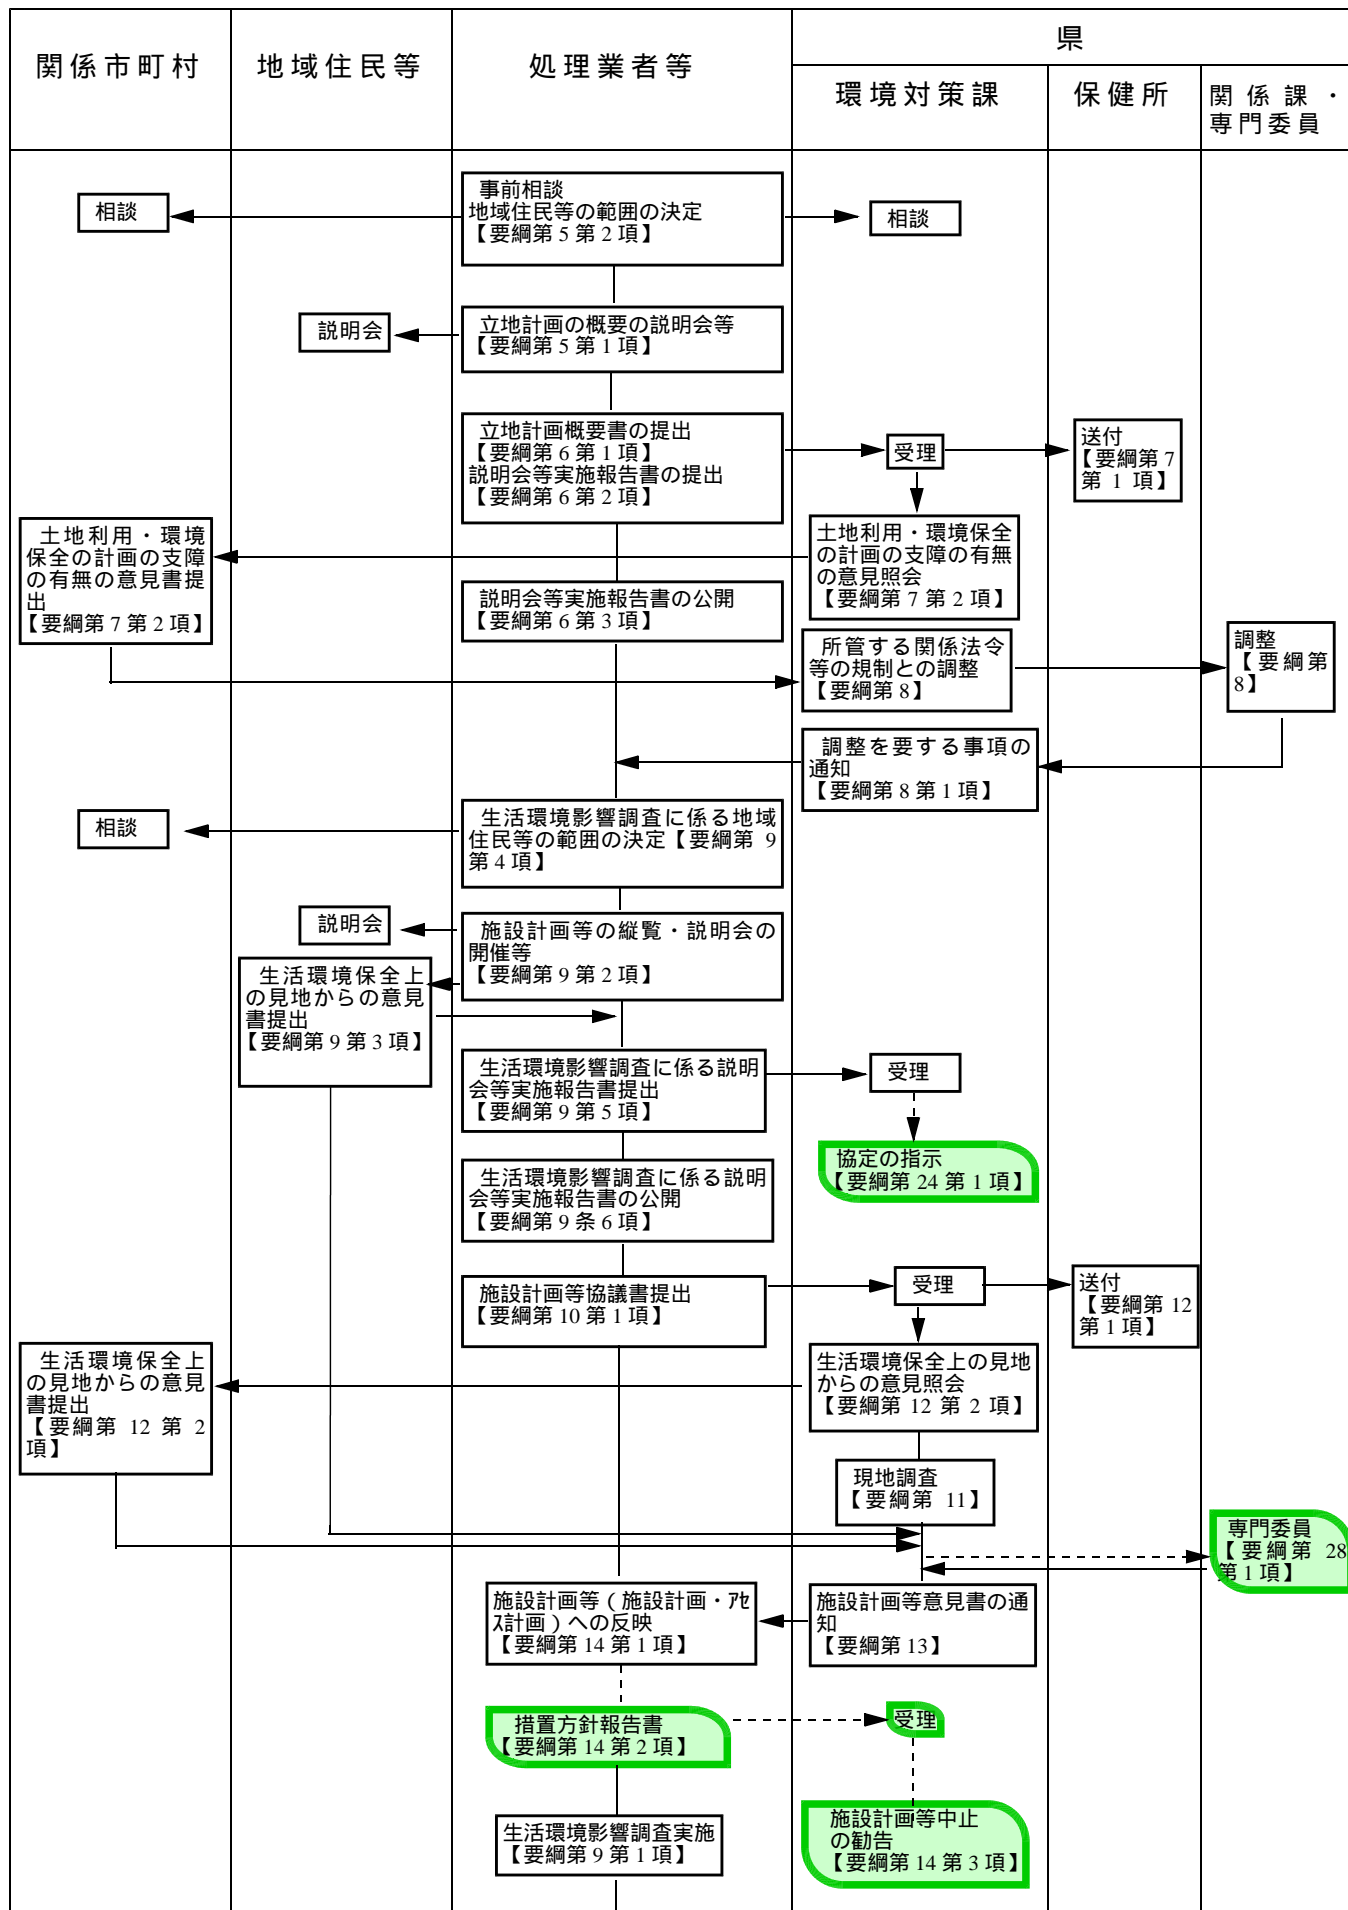 県
関係市町村
地域住民等
処理業者等
環境対策課
保健所
関係課・
専門委員
事前相談
地域住民等の範囲の決定
【要綱第5第2項】
相談
相談
立地計画の概要の説明会等
【要綱第5第1項】
説明会
立地計画概要書の提出
【要綱第6第1項】
説明会等実施報告書の提出
【要綱第6第2項】
受理
送付
【要綱第7
第1項】
土地利用・環境
保全の計画の支障
の有無の意見書提
出
【要綱第7第2項】
土地利用・環境保全
の計画の支障の有無
の意見照会
【要綱第7第2項】
説明会等実施報告書の公開
【要綱第6第3項】
所管する関係法令
等の規制との調整
【要綱第8】
調整
【要綱第
8】
調整を要する事項の
通知
【要綱第8第1項】
相談
生活環境影響調査に係る地域
住民等の範囲の決定【要綱第9
第4項】
説明会
施設計画等の縦覧・説明会の
開催等
【要綱第9第2項】
生活環境保全上
の見地からの意見
書提出
【要綱第9第3項】
生活環境影響調査に係る説明
会等実施報告書提出
【要綱第9第5項】
受理
協定の指示
【要綱第24第1項】
生活環境影響調査に係る説明
会等実施報告書の公開
【要綱第9条6項】
施設計画等協議書提出
【要綱第10第1項】
受理
送付
【要綱第12
第1項】
生活環境保全上
の見地からの意見
書提出
【要綱第12第2
項】
生活環境保全上の見地
からの意見照会
【要綱第12第2項】
現地調査
【要綱第11】
専門委員
【要綱第28
第1項】
施設計画等(施設計画・ｱｾ
ｽ計画)への反映
【要綱第14第1項】
施設計画等意見書の通
知
【要綱第13】
措置方針報告書
【要綱第14第2項】
受理
施設計画等中止
の勧告
【要綱第14第3項】
生活環境影響調査実施
【要綱第9第1項】